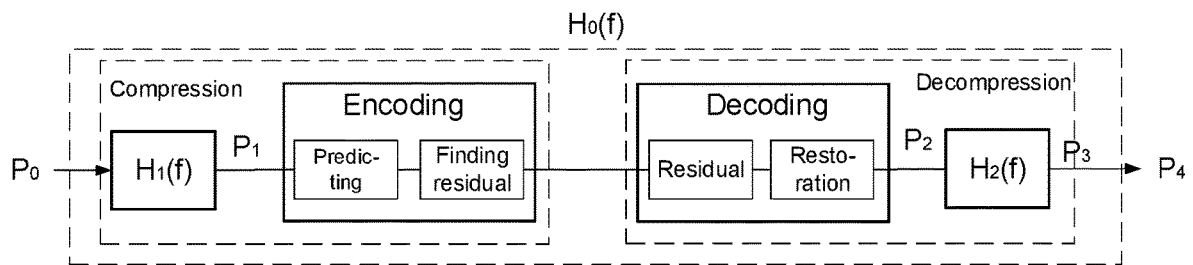 H₀(f)
Compression
Encoding
Decoding
Decompression
P₀
H₁(f)
P₁
Predic-
ting
Finding
residual
Residual
Resto-
ration
P₂
H₂(f)
P₃
P₄